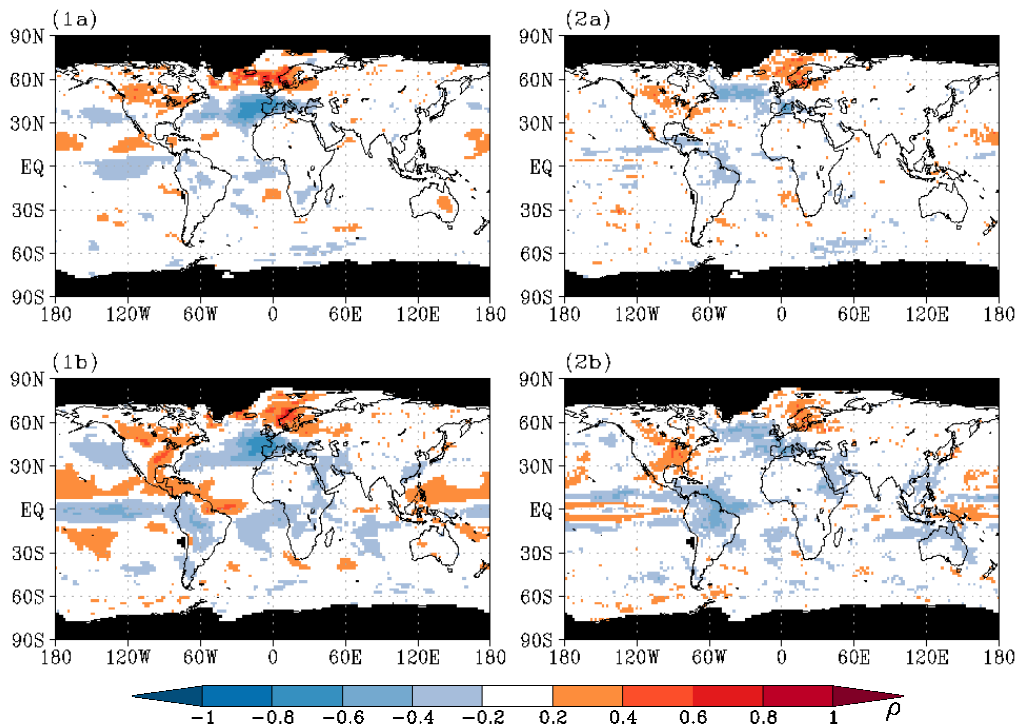 (1a) (2a)
90N 90N
60N 60N
30N 30N
EQ EQ
30S 30S
60S 60S
90S 90S
180 120W 60W 0 60E 120E 180 180 120W 60W 0 60E 120E 180
(1b) (2b)
90N 90N
60N 60N
30N 30N
EQ EQ
30S 30S
60S 60S
90S 90S
180 120W 60W 0 60E 120E 180 180 120W 60W 0 60E 120E 180
-1 -0.8 -0.6 -0.4 -0.2 0.2 0.4 0.6 0.8 1 ρ